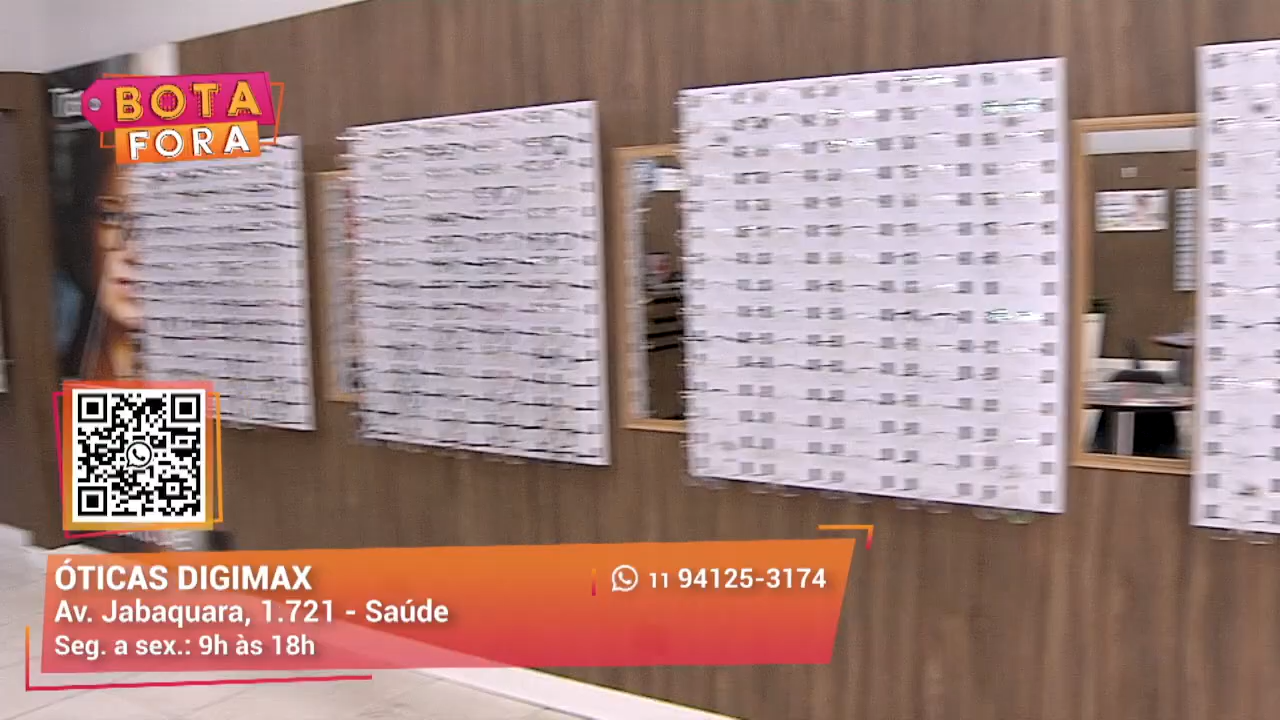 BOTA
FORA
ÓTICAS DIGIMAX
11 94125-3174
Av. Jabaquara, 1.721 - Saúde
Seg. a sex.: 9h às 18h